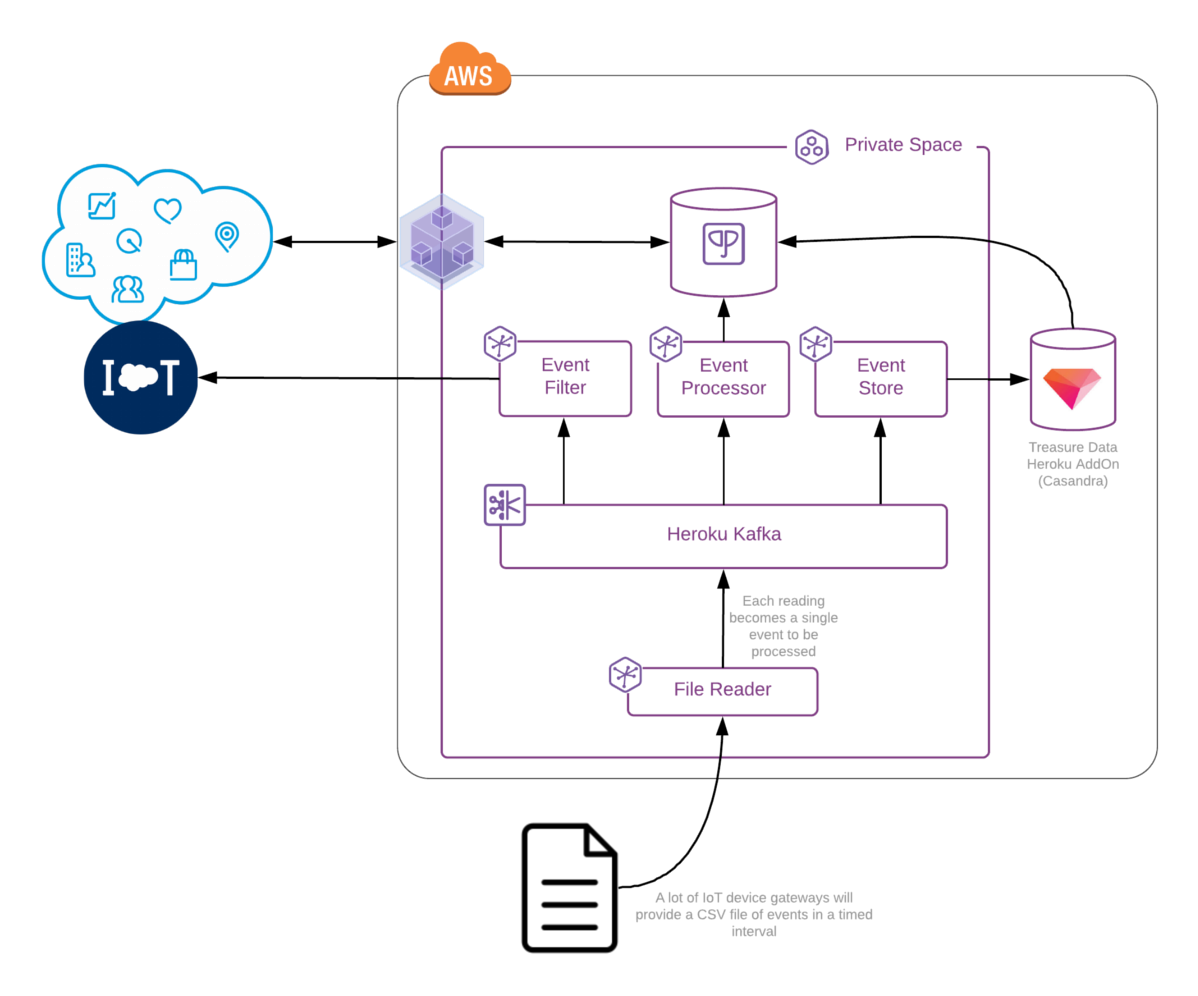 AWS
Private Space
Event
Filter
Event
Processor
Event
Store
I T
Treasure Data
Heroku AddOn
(Casandra)
Heroku Kafka
Each reading
becomes a single
event to be
processed
File Reader
A lot of IoT device gateways will
provide a CSV file of events in a timed
interval